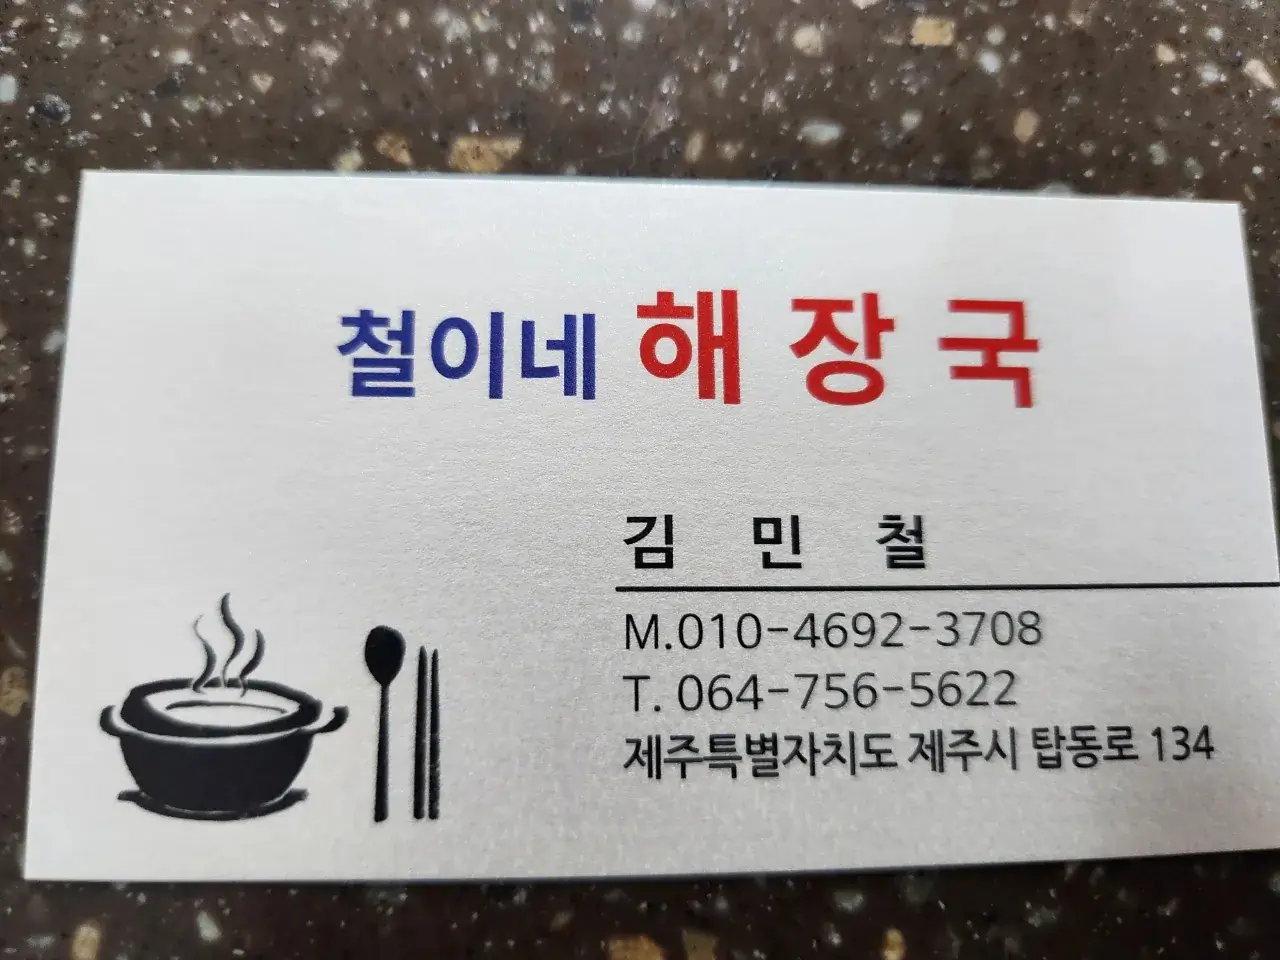 철이네 해장국
김 민 철
M.010-4692-3708
T. 064-756-5622
제주특별자치도 제주시 탑동로 134